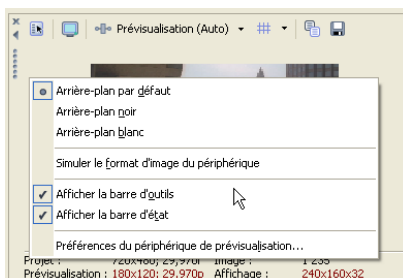 Prévisualisation (Auto)
Arrière-plan par défaut
Arrière-plan noir
Arrière-plan blanc
Simuler le format d'image du périphérique
Afficher la barre d'outils
Afficher la barre d'état
Préférences du périphérique de prévisualisation...
Projet : 720x480; 29,970i Image : 1 235
Prévisualisation : 180x120; 29,970p Affichage : 240x160x32